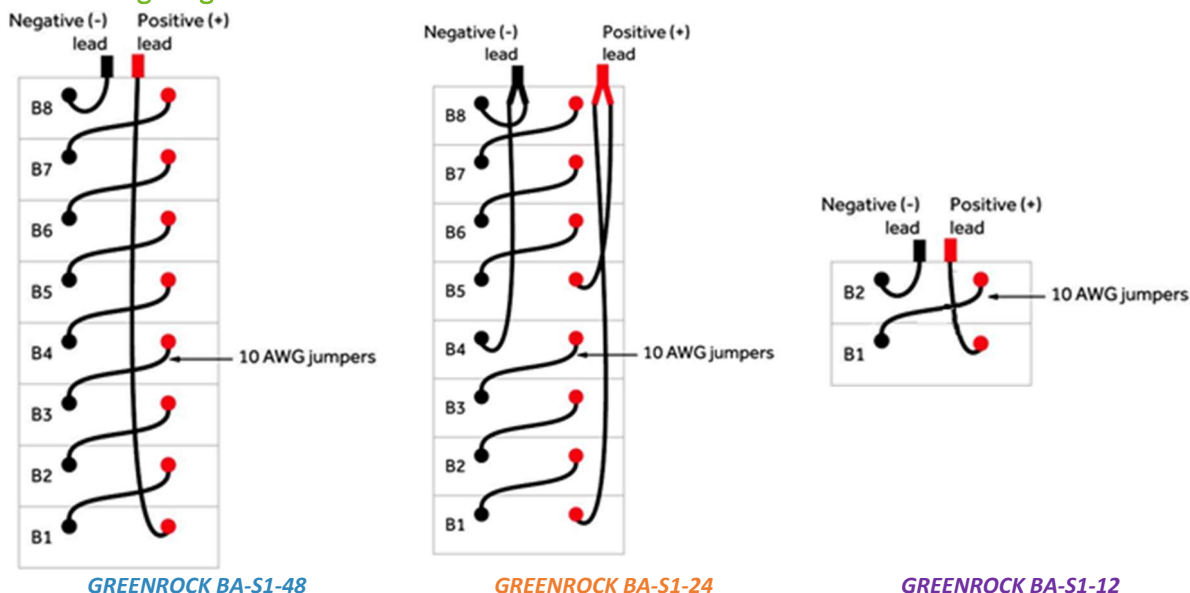 Negative (-)
lead
Positive (+)
lead
B8
B7
B6
B5
B4
B3
B2
B1
10 AWG jumpers
GREENROCK BA-S1-48
Negative (-)
lead
Positive (+)
lead
B8
B7
B6
B5
B4
B3
B2
B1
10 AWG jumpers
GREENROCK BA-S1-24
Negative (-)
lead
Positive (+)
lead
B2
B1
10 AWG jumpers
GREENROCK BA-S1-12